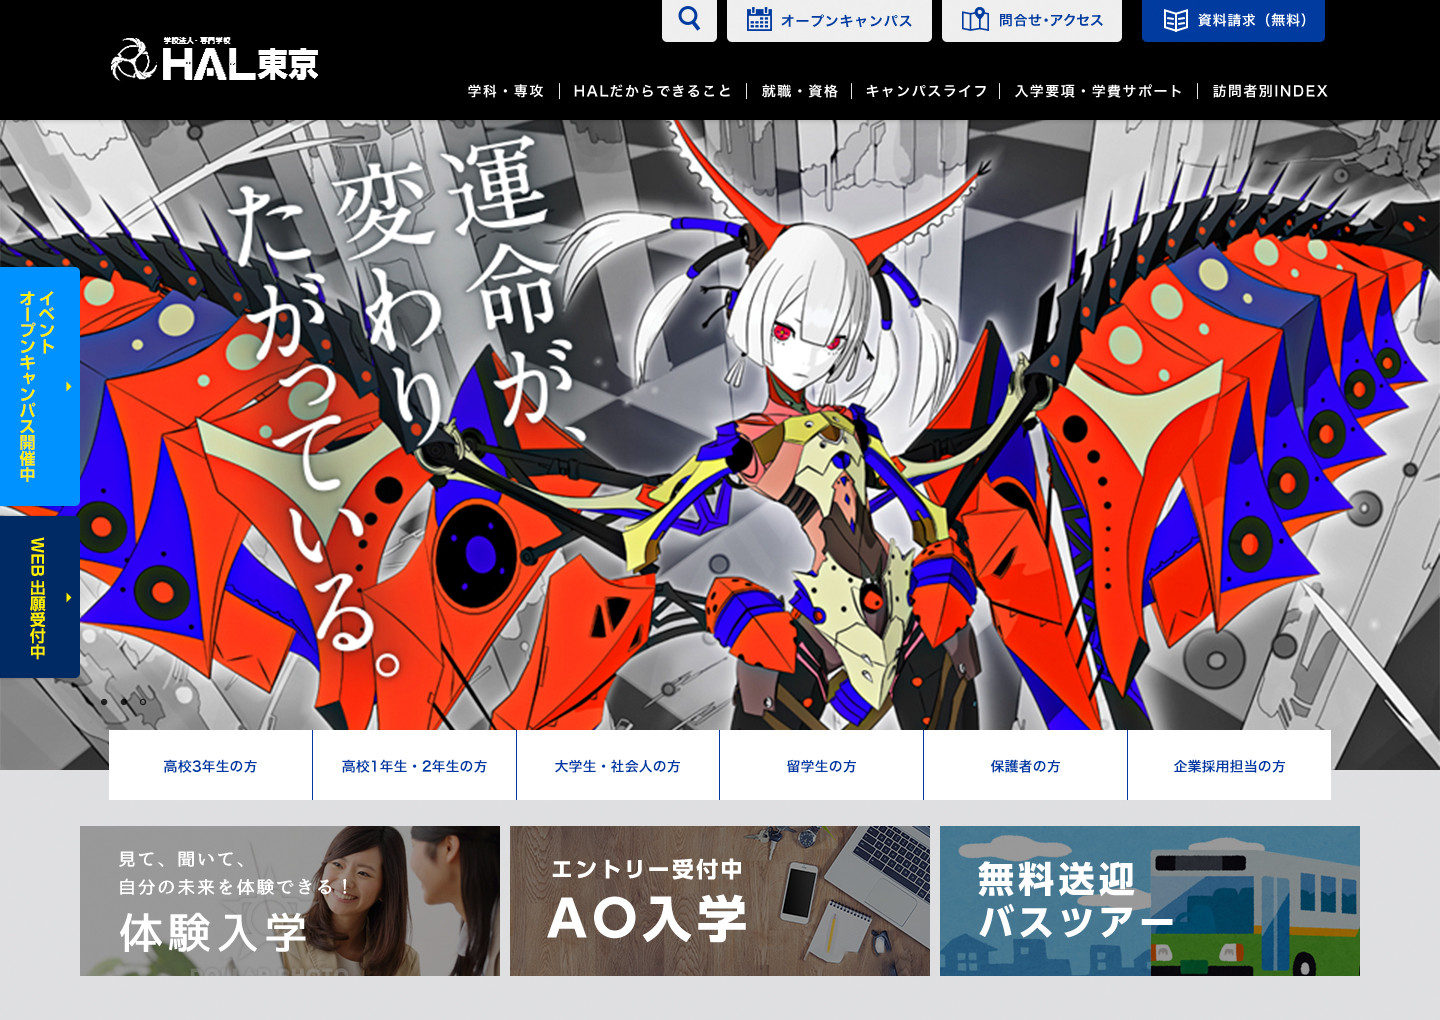 学校法人・専門学校
HAL東京
オープンキャンパス
問合せ・アクセス
資料請求（無料）
学科・専攻
HALだからできること
就職・資格
キャンパスライフ
入学要項・学費サポート
訪問者別INDEX
運命が、
変わり
たがっている。
イベント
オープンキャンパス開催中
WEB出願受付中
高校3年生の方
高校1年生・2年生の方
大学生・社会人の方
留学生の方
保護者の方
企業採用担当の方
見て、聞いて、
自分の未来を体験できる！
体験入学
エントリー受付中
AO入学
無料送迎
バスツアー